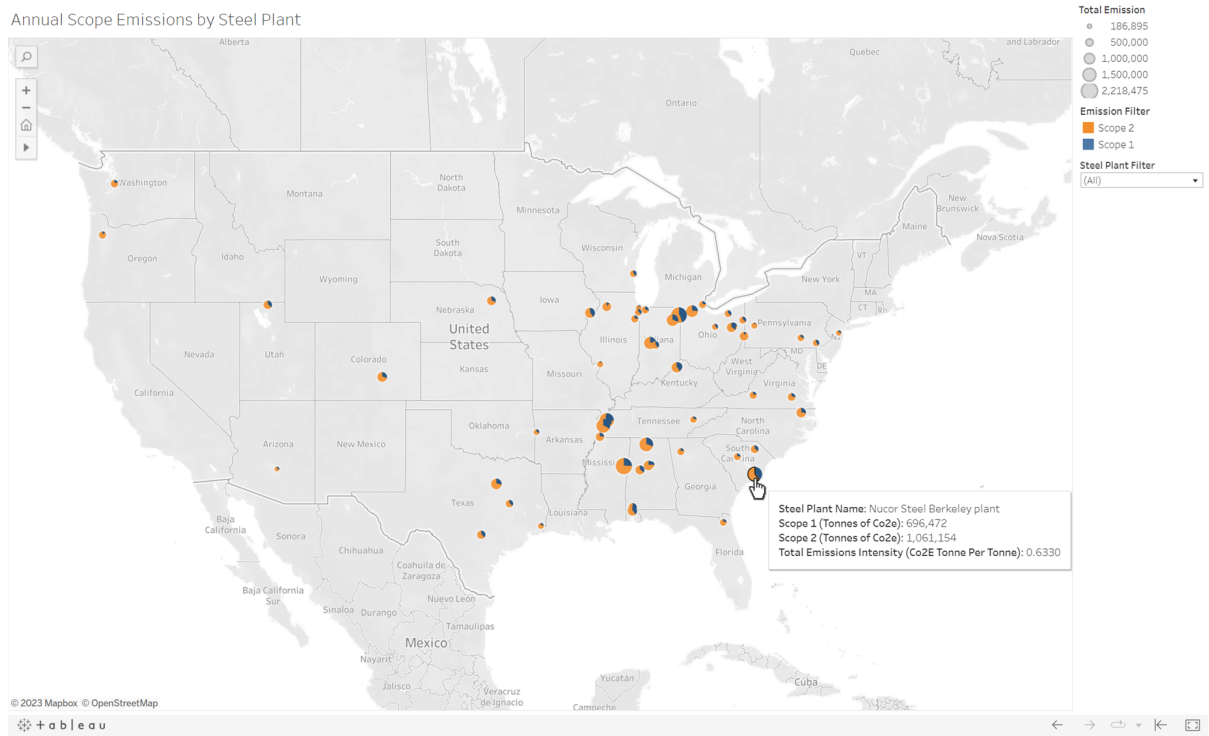 Annual Scope Emissions by Steel Plant
Total Emission
186,895
500,000
1,000,000
1,500,000
2,218,475
Emission Filter
Scope 2
Scope 1
Steel Plant Filter
(All)
Alberta
Quebec
and Labrador
Ontario
Washington
Montana
North
Dakota
Minnesota
New
Brunswick
Maine
Nova Scotia
Oregon
Idaho
South
Dakota
Wisconsin
Michigan
VT
New York
Wyoming
MA
CT
Iowa
Nebraska
United
States
Pennsylvania
Nevada
Utah
Illinois
Ohio
MD
DE
Colorado
Kansas
Missouri
West
Virginia
Virginia
Kentucky
California
Oklahoma
Tennessee
North
Carolina
Arizona
New Mexico
Arkansas
South
Mississi
Georgia
Texas
Louisiana
Steel Plant Name: Nucor Steel Berkeley plant
Scope 1 (Tonnes of Co2e): 696,472
Scope 2 (Tonnes of Co2e): 1,061,154
Total Emissions Intensity (Co2E Tonne Per Tonne): 0.6330
Baja
California
Sonora
Chihuahua
Florida
Coahuila de
Zaragoza
Baja California
Sur
Nuevo León
Sinaloa
Durango
Tamaulipas
Mexico
Nayarit
Jalisco
Veracruz
de Ignacio
Yucatán
Campeche
Cuba
© 2023 Mapbox © OpenStreetMap
+ a b | e a u